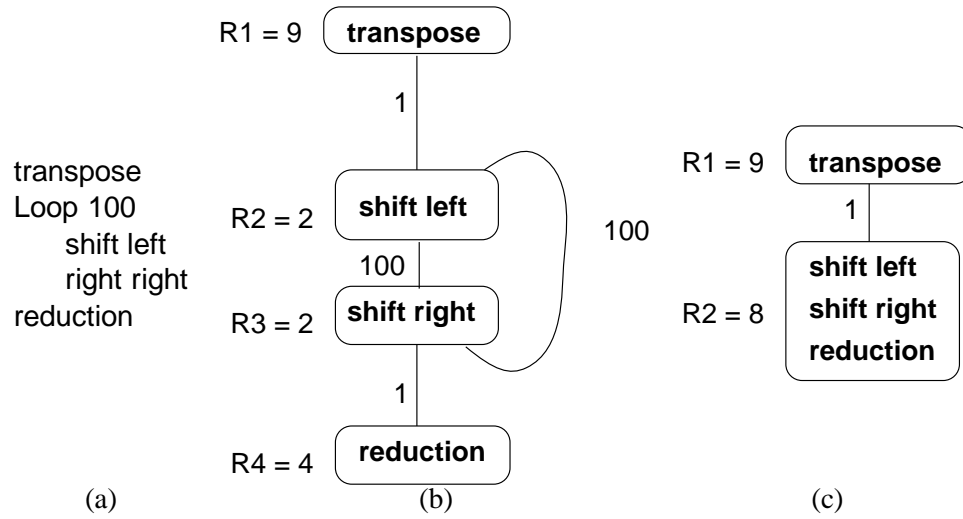 transpose
Loop 100
shift left
right right
reduction
(a)
R1 = 9
transpose
1
R2 = 2
shift left
100
100
R3 = 2
shift right
1
R4 = 4
reduction
(b)
R1 = 9
transpose
1
R2 = 8
shift left
shift right
reduction
(c)